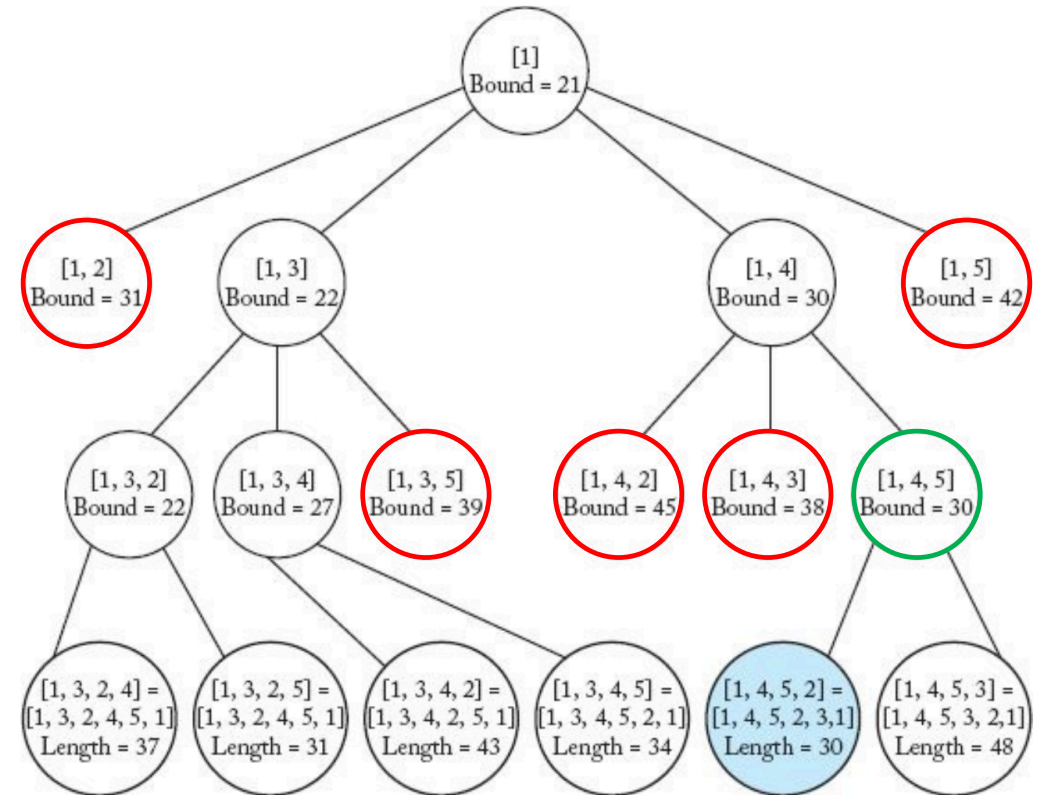 [1]
Bound = 21
[1, 2]
Bound = 31
[1, 3]
Bound = 22
[1, 4]
Bound = 30
[1, 5]
Bound = 42
[1, 3, 2]
Bound = 22
[1, 3, 4]
Bound = 27
[1, 3, 5]
Bound = 39
[1, 4, 2]
Bound = 45
[1, 4, 3]
Bound = 38
[1, 4, 5]
Bound = 30
[1, 3, 2, 4] =
[1, 3, 2, 4, 5, 1]
Length = 37
[1, 3, 2, 5] =
[1, 3, 2, 4, 5, 1]
Length = 31
[1, 3, 4, 2] =
[1, 3, 4, 2, 5, 1]
Length = 43
[1, 3, 4, 5] =
[1, 3, 4, 5, 2, 1]
Length = 34
[1, 4, 5, 2] =
[1, 4, 5, 2, 3,1]
Length = 30
[1, 4, 5, 3] =
[1, 4, 5, 3, 2,1]
Length = 48